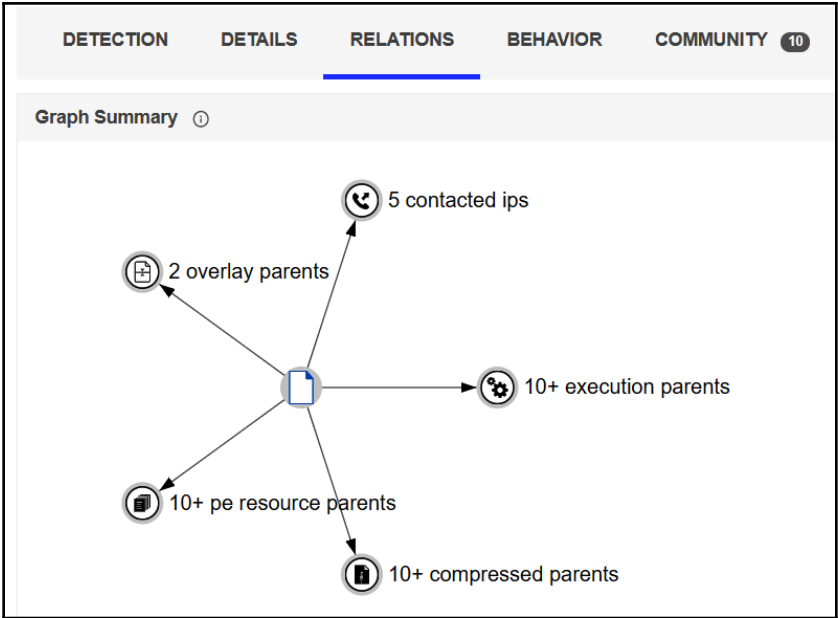 DETECTION DETAILS RELATIONS BEHAVIOR COMMUNITY 10
Graph Summary
5 contacted ips
2 overlay parents
10+ execution parents
10+ pe resource parents
10+ compressed parents